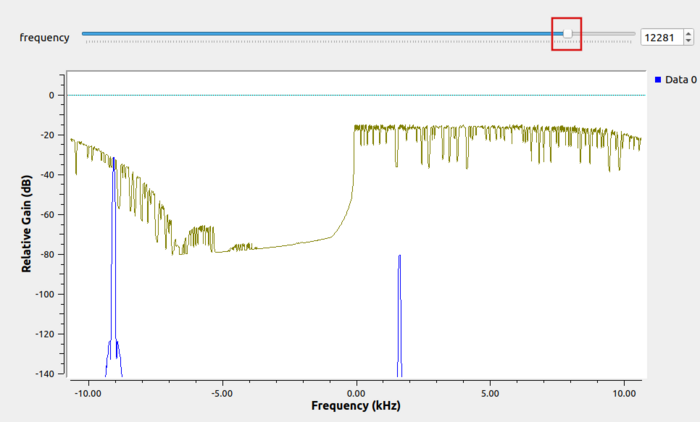 frequency
12281
Data 0
0
-20
-40
-60
-80
-100
-120
-140
Relative Gain (dB)
-10.00 -5.00 0.00 5.00 10.00
Frequency (kHz)